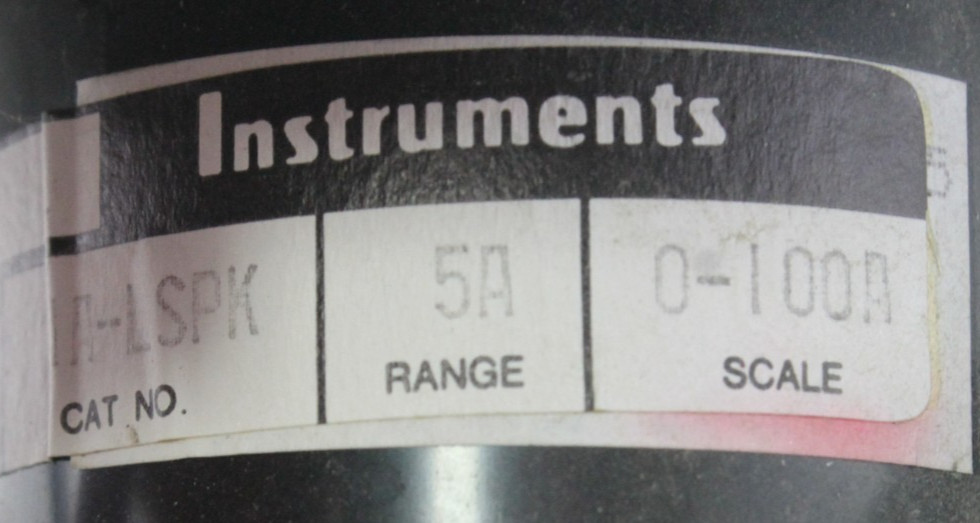 Instruments
A-LSPK 5A 0-100A
CAT NO. RANGE SCALE